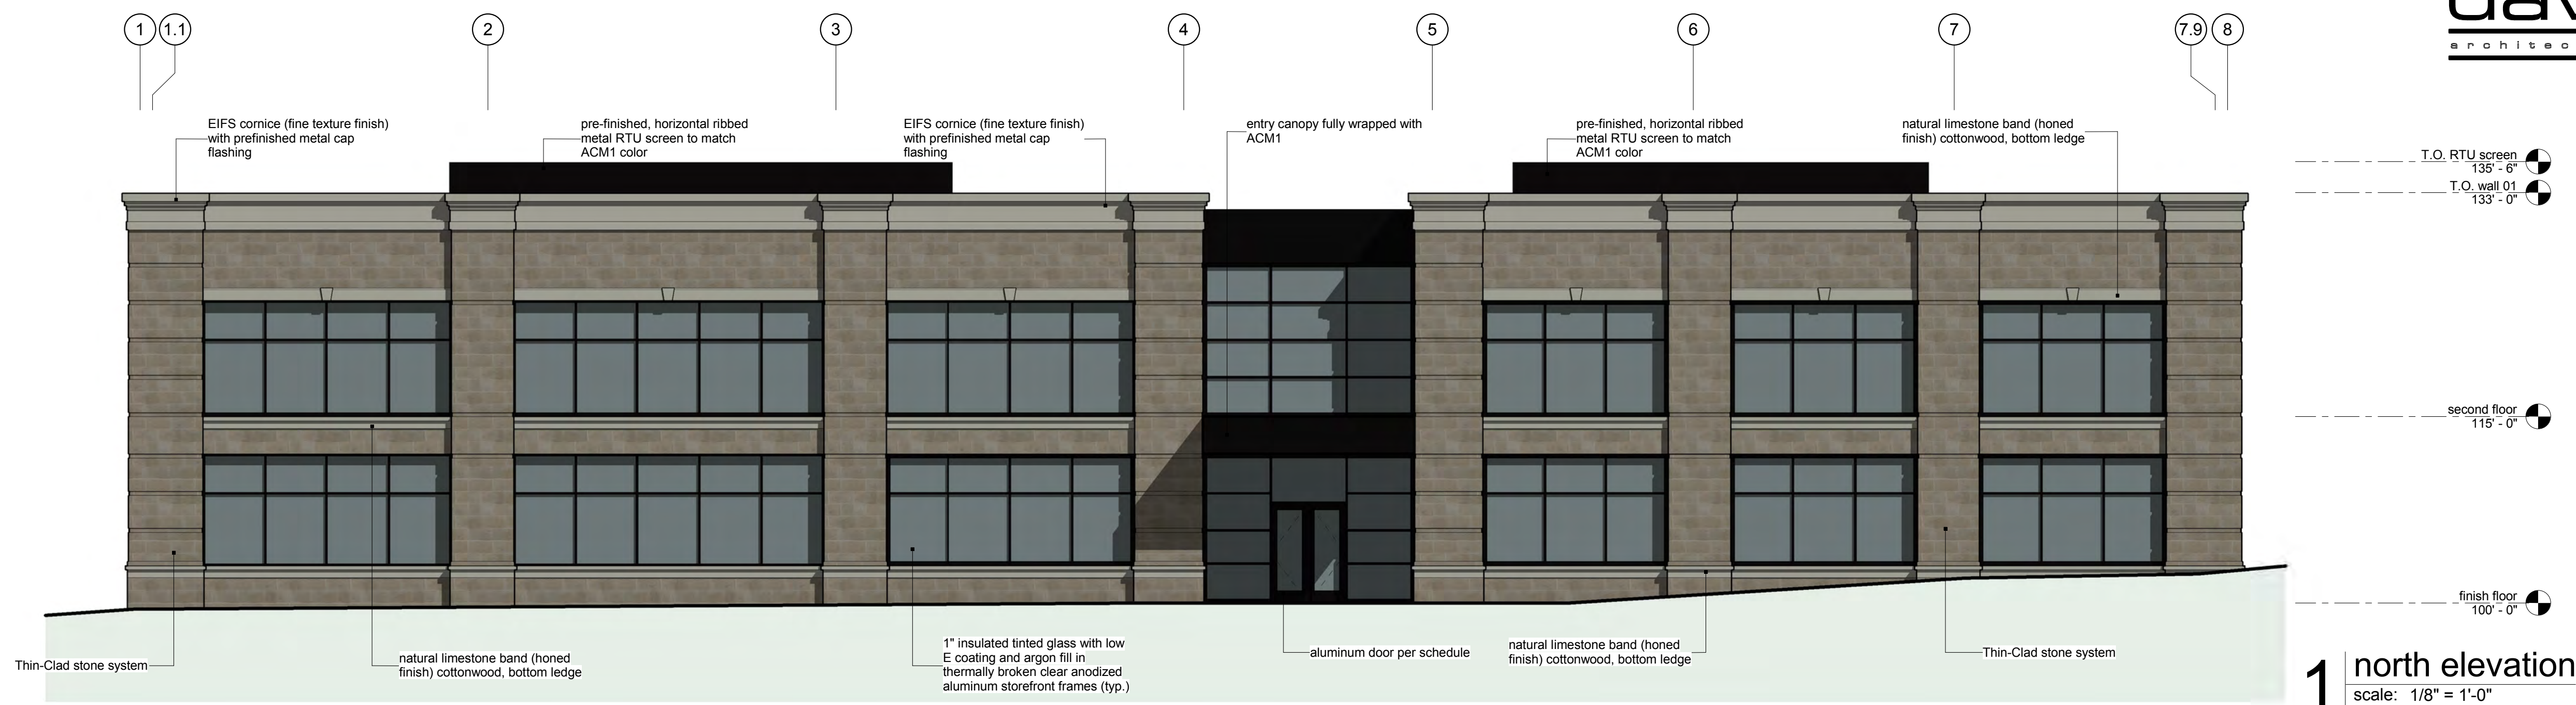 1
1.1
2
3
4
5
6
7
7.9
8
EIFS cornice (fine texture finish)
with prefinished metal cap
flashing
pre-finished, horizontal ribbed
metal RTU screen to match
ACM1 color
EIFS cornice (fine texture finish)
with prefinished metal cap
flashing
entry canopy fully wrapped with
ACM1
pre-finished, horizontal ribbed
metal RTU screen to match
ACM1 color
natural limestone band (honed
finish) cottonwood, bottom ledge
T.O. RTU screen
135' - 6"
T.O. wall 01
133' - 0"
second floor
115' - 0"
finish floor
100' - 0"
Thin-Clad stone system
natural limestone band (honed
finish) cottonwood, bottom ledge
1" insulated tinted glass with low
E coating and argon fill in
thermally broken clear anodized
aluminum storefront frames (typ.)
aluminum door per schedule
natural limestone band (honed
finish) cottonwood, bottom ledge
Thin-Clad stone system
1
north elevation
scale: 1/8" = 1'-0"